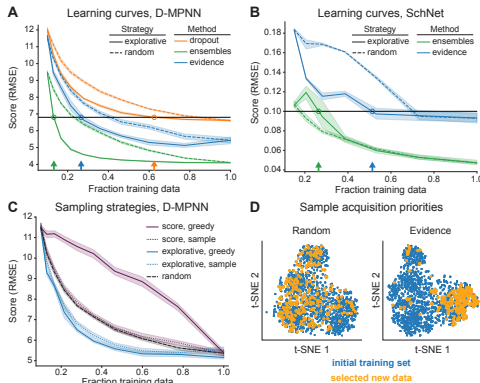 A
Learning curves, D-MPNN
Strategy
Method
explorative
random
dropout
ensembles
evidence
Score (RMSE)
12
11
10
9
8
7
6
5
4
0.2
0.4
0.6
0.8
1.0
Fraction training data
B
Learning curves, SchNet
Strategy
Method
explorative
random
ensembles
evidence
Score (RMSE)
0.18
0.16
0.14
0.12
0.10
0.08
0.06
0.04
0.2
0.4
0.6
0.8
1.0
Fraction training data
C
Sampling strategies, D-MPNN
score, greedy
score, sample
explorative, greedy
explorative, sample
random
Score (RMSE)
12
11
10
9
8
7
6
5
0.2
0.4
0.6
0.8
1.0
Fraction training data
D
Sample acquisition priorities
Random
Evidence
t-SNE 2
t-SNE 2
t-SNE 1
t-SNE 1
initial training set
selected new data